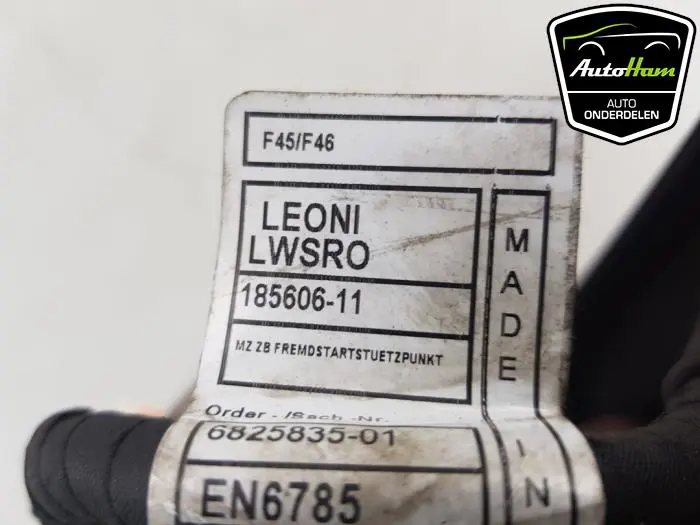 AutoHam
AUTO
ONDERDELEN
F45/F46
LEONI
LWSRO
185606-11
MZ ZB FREMDSTARTSTUETZPUNKT
MADE
IN
Order - /Sach.-Nr.
6825835-01
EN6785